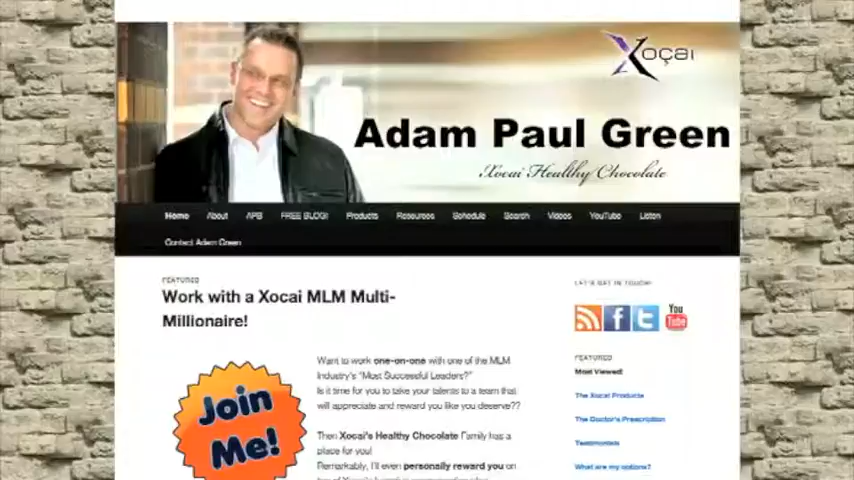 Xoçai
Adam Paul Green
Xocai Healthy Chocolate
Home About APG FREE BLOG! Products Resources Schedule Search Videos YouTube Listen
Contact Adam Green
FEATURED
Work with a Xocai MLM Multi-
Millionaire!
Join
Me!
Want to work one-on-one with one of the MLM
Industry's "Most Successful Leaders?"
Is it time for you to take your talents to a team that
will appreciate and reward you like you deserve??
Then Xocai's Healthy Chocolate Family has a
place for you!
Remarkably, I'll even personally reward you on
LET'S GET IN TOUCH!
You
Tube
FEATURED
Most Viewed!
The Xocai Products
The Doctor's Prescription
Testimonials
What are my options?